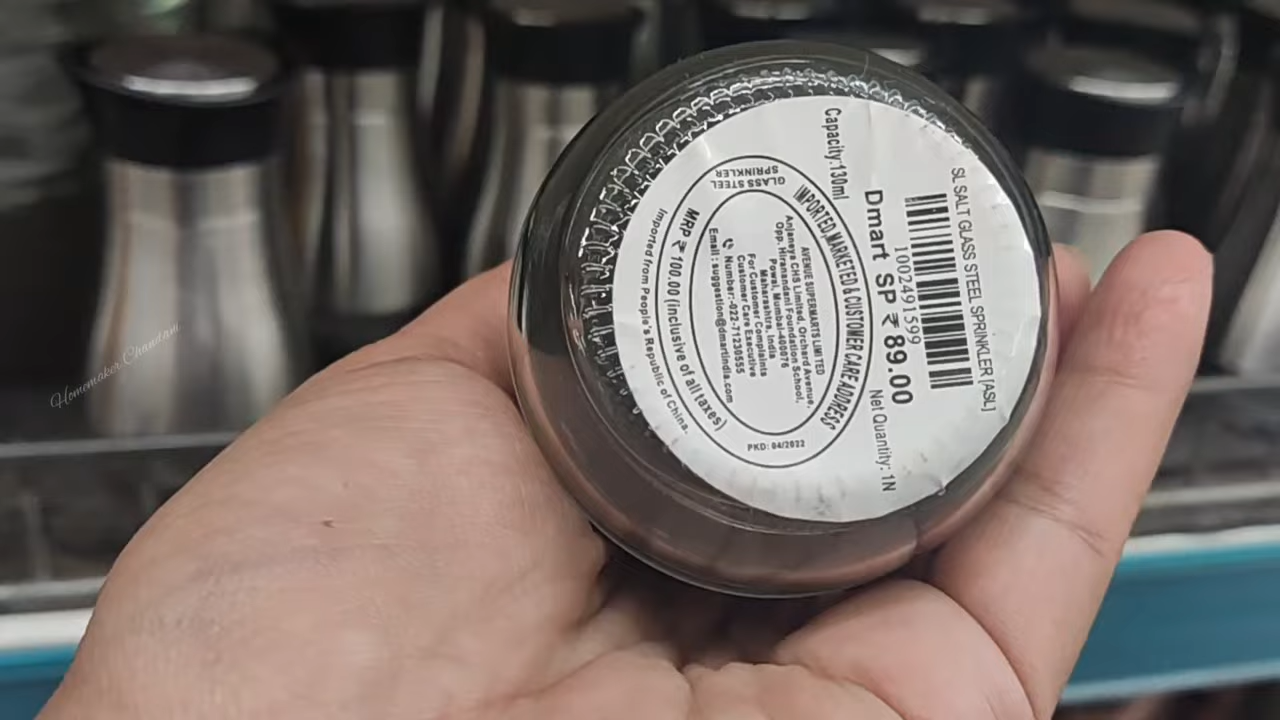 SL SALT GLASS STEEL SPRINKLER [ASL]
1002491599
Dmart SP ₹ 89.00
Capacity:130ml
Net Quantity: 1N
IMPORTED, MARKETED & CUSTOMER CARE ADDRESS
AVENUE SUPERMARTS LIMITED
Anjaneya CHS Limited, Orchard Avenue,
Opp. Hiranandani Foundation School,
Powai, Mumbai-400076
Maharashtra, India
For Customer Complaints
Customer Care Executive
Number:-022-71230555
Email : suggestion@dmartindia.com
MRP ₹ 100.00 (inclusive of all taxes)
Imported from People's Republic of China.
GLASS STEEL
SPRINKLER
PKD: 04/2022
Homemaker Chandani